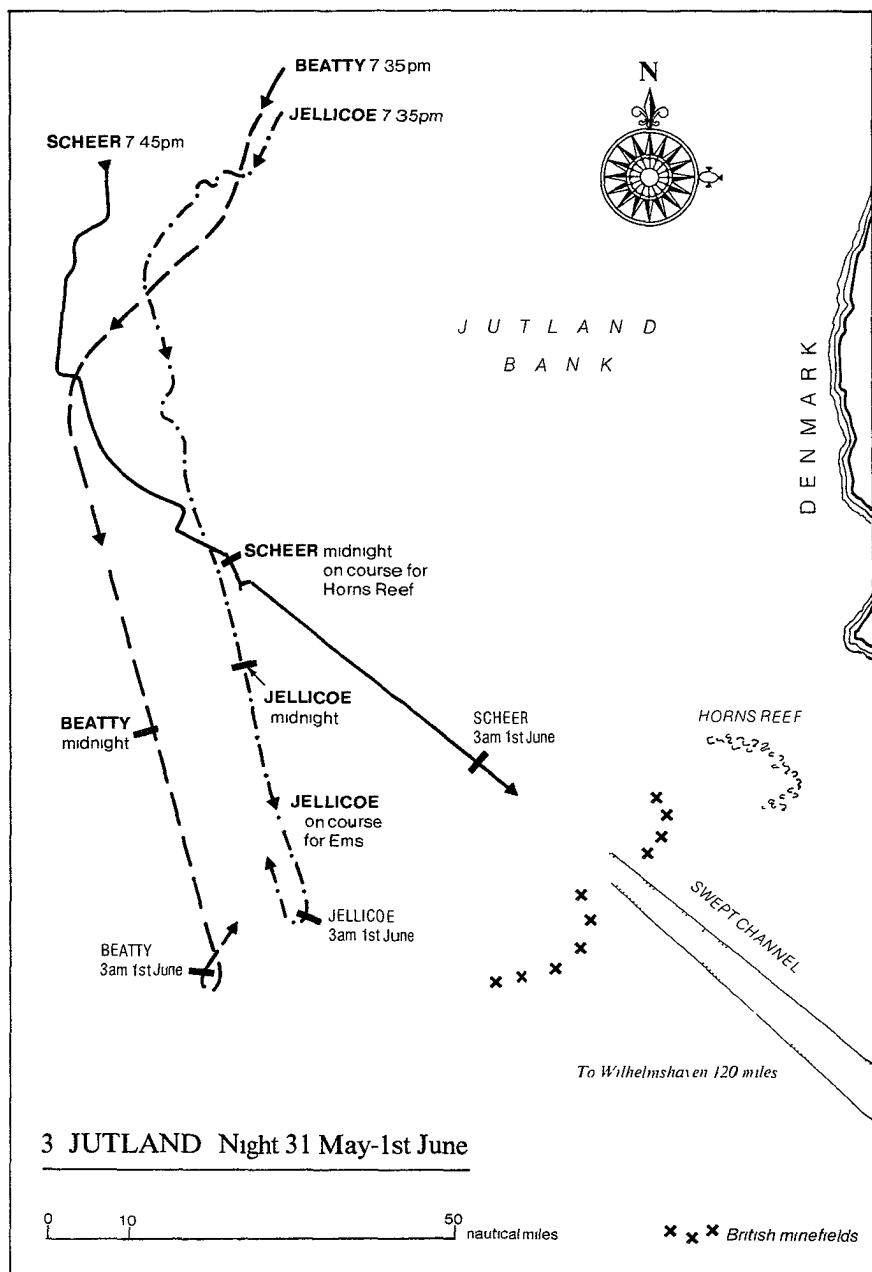 BEATTY 7 35pm
N
JELLICOE 7 35pm
SCHEER 7 45pm
JUTLAND
BANK
DENMARK
SCHEER midnight
on course for
Horns Reef
JELLICOE
midnight
BEATTY
midnight
SCHEER
3am 1st June
HORNS REEF
JELLICOE
on course
for Ems
JELLICOE
3am 1st June
BEATTY
3am 1st June
SWEPT CHANNEL
To Wilhelmshaven 120 miles
3 JUTLAND Night 31 May-1st June
0 10 50 nautical miles
British minefields